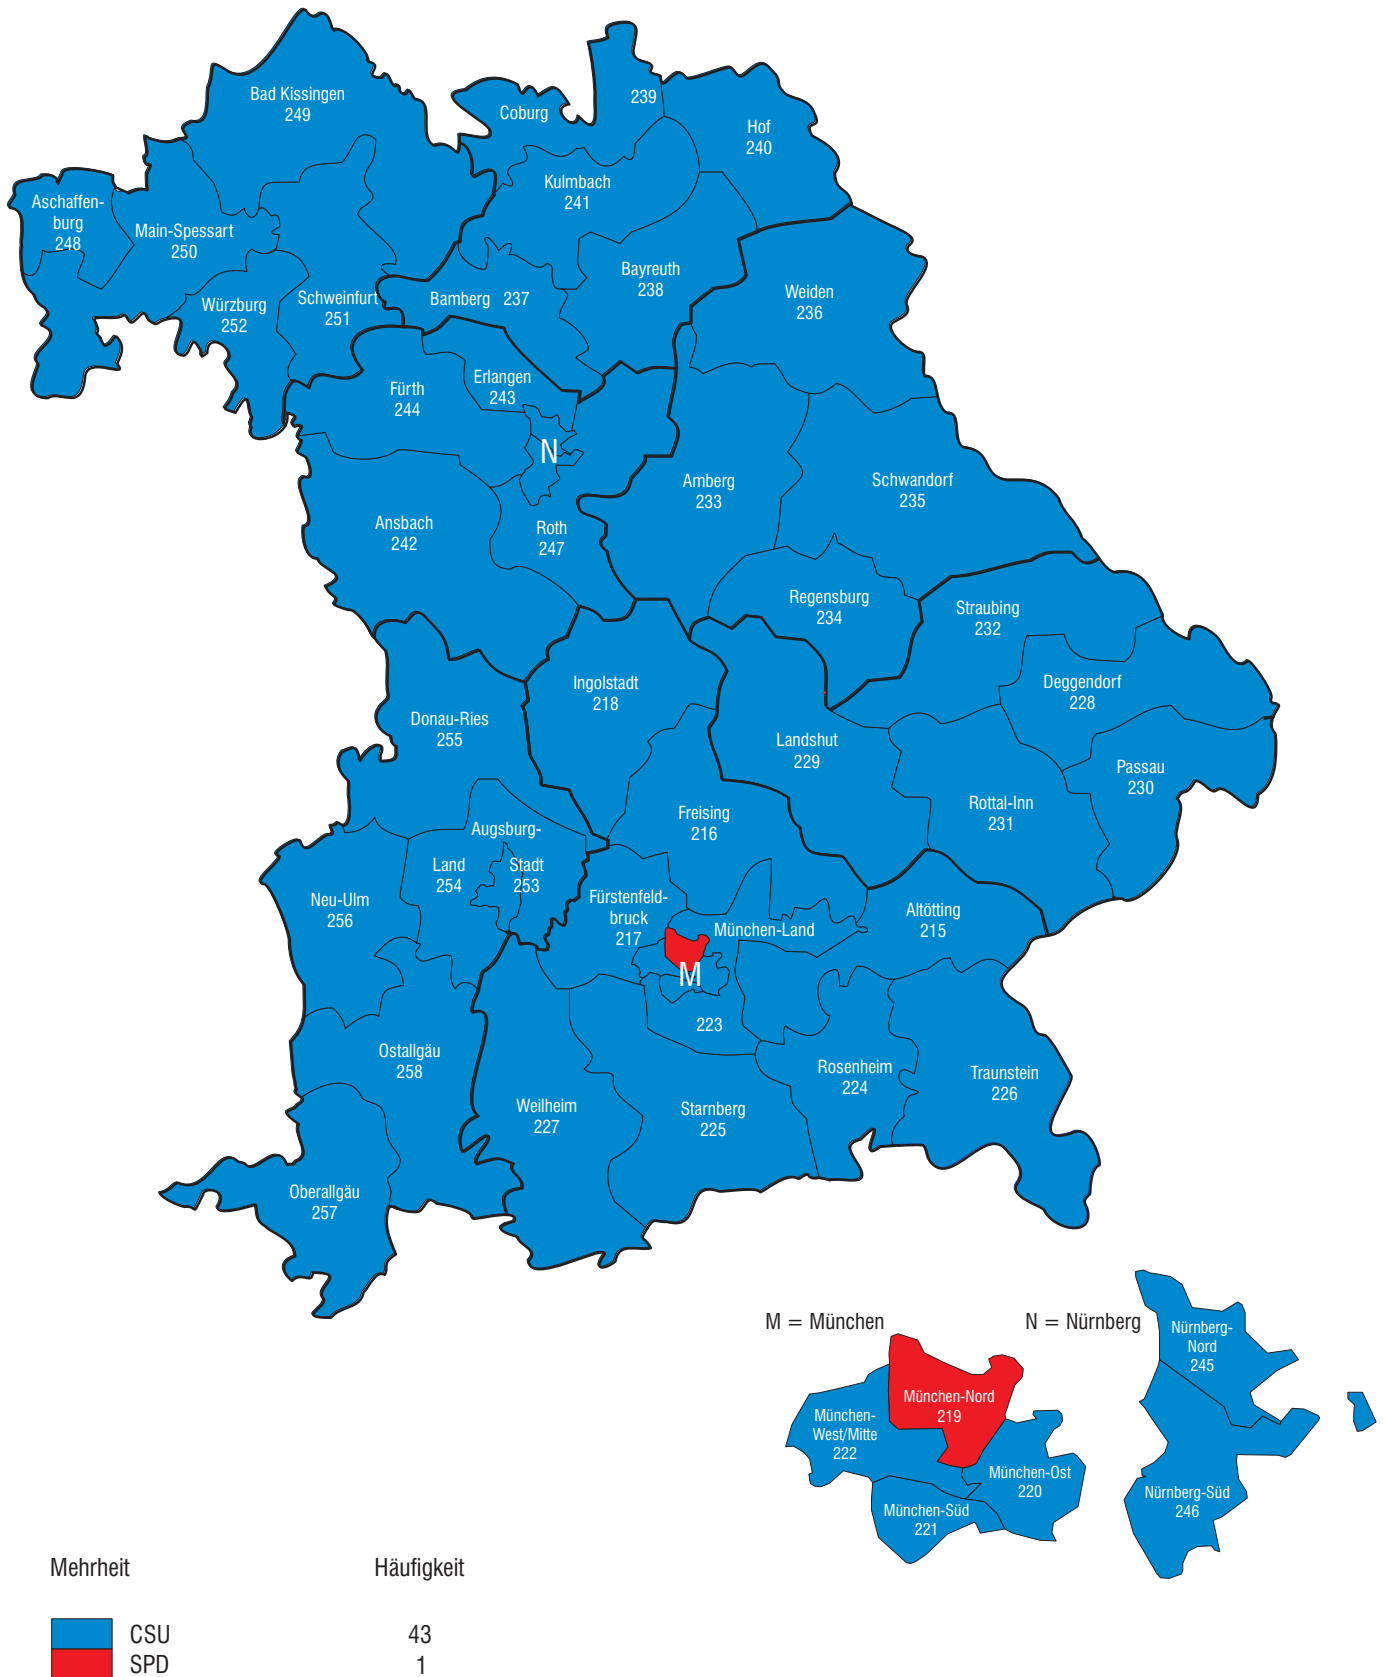 Bad Kissingen
249
Coburg
239
Hof
240
Kulmbach
241
Aschaffen-
burg
248
Main-Spessart
250
Würzburg
252
Schweinfurt
251
Bamberg 237
Bayreuth
238
Weiden
236
Fürth
244
Erlangen
243
N
Amberg
233
Schwandorf
235
Ansbach
242
Roth
247
Regensburg
234
Straubing
232
Ingolstadt
218
Deggendorf
228
Donau-Ries
255
Landshut
229
Passau
230
Rottal-Inn
231
Freising
216
Augsburg-
Land
254
Stadt
253
Neu-Ulm
256
Fürstenfeld-
bruck
217
München-Land
Altötting
215
M
223
Ostallgäu
258
Rosenheim
224
Traunstein
226
Weilheim
227
Starnberg
225
Oberallgäu
257
M = München
N = Nürnberg
München-Nord
219
München-
West/Mitte
222
München-Ost
220
München-Süd
221
Nürnberg-
Nord
245
Nürnberg-Süd
246
Mehrheit Häufigkeit
CSU 43
SPD 1